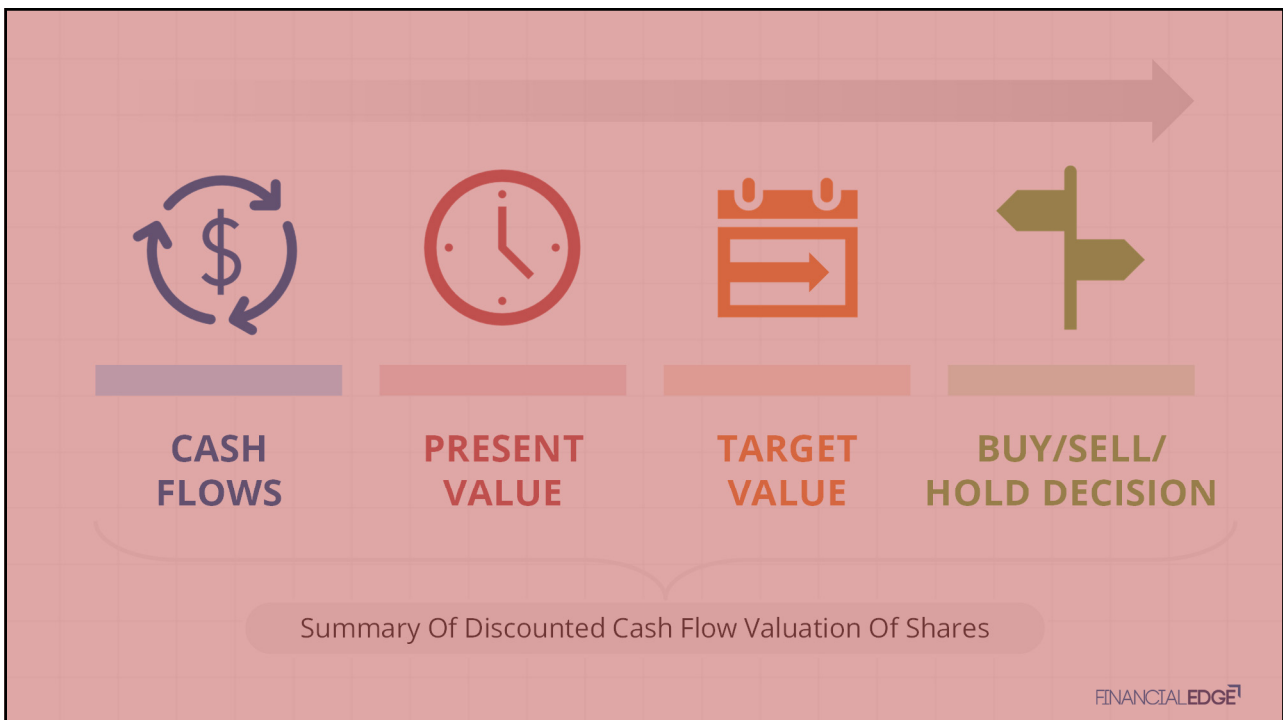 $
CASH
FLOWS
PRESENT
VALUE
TARGET
VALUE
BUY/SELL/
HOLD DECISION
Summary Of Discounted Cash Flow Valuation Of Shares
FINANCIALEDGE